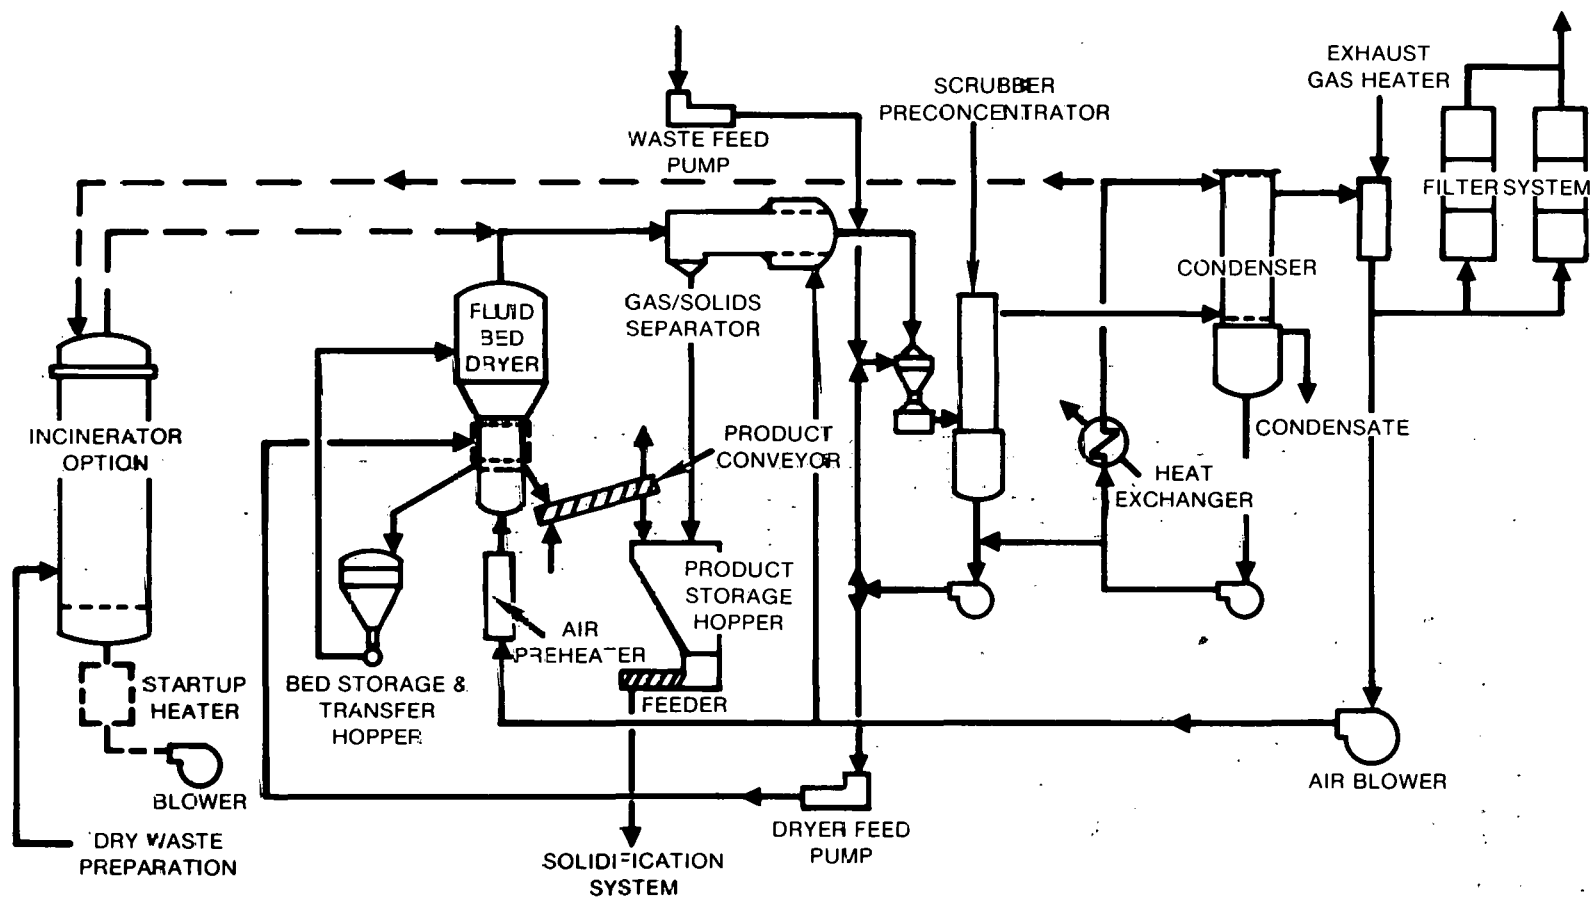 EXHAUST
GAS HEATER
SCRUBBER
PRECONCENTRATOR
WASTE FEED
PUMP
FILTER SYSTEM
CONDENSER
GAS/SOLIDS
SEPARATOR
FLUID
BED
DRYER
INCINERATOR
OPTION
PRODUCT
CONVEYOR
CONDENSATE
HEAT
EXCHANGER
PRODUCT
STORAGE
HOPPER
AIR
PREHEATER
STARTUP
HEATER
BED STORAGE &
TRANSFER
HOPPER
FEEDER
BLOWER
AIR BLOWER
DRY WASTE
PREPARATION
DRYER FEED
PUMP
SOLIDIFICATION
SYSTEM